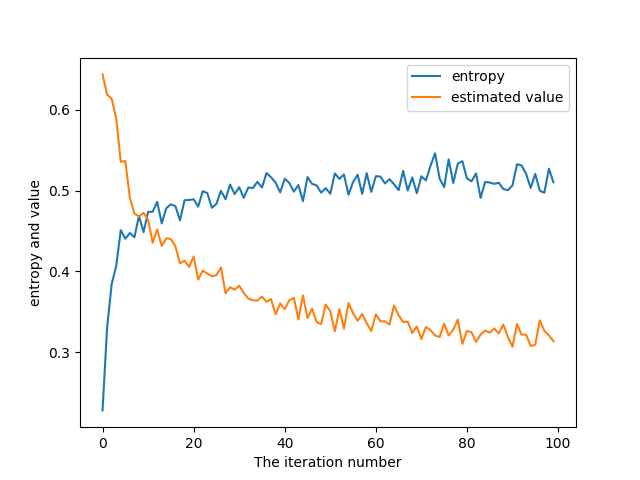 entropy
estimated value
0.6
0.5
0.4
0.3
entropy and value
0 20 40 60 80 100
The iteration number